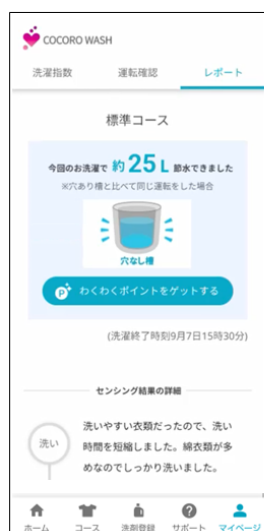 COCORO WASH
洗濯指数 運転確認 レポート
標準コース
今回のお洗濯で 約25L 節水できました
※穴あり槽と比べて同じ運転をした場合
穴なし槽
P わくわくポイントをゲットする
(洗濯終了時刻9月7日15時30分)
センシング結果の詳細
洗い
洗いやすい衣類だったので、洗い
時間を短縮しました。綿衣類が多
めなのでしっかり洗いました。
ホーム コース 洗剤登録 サポート マイページ